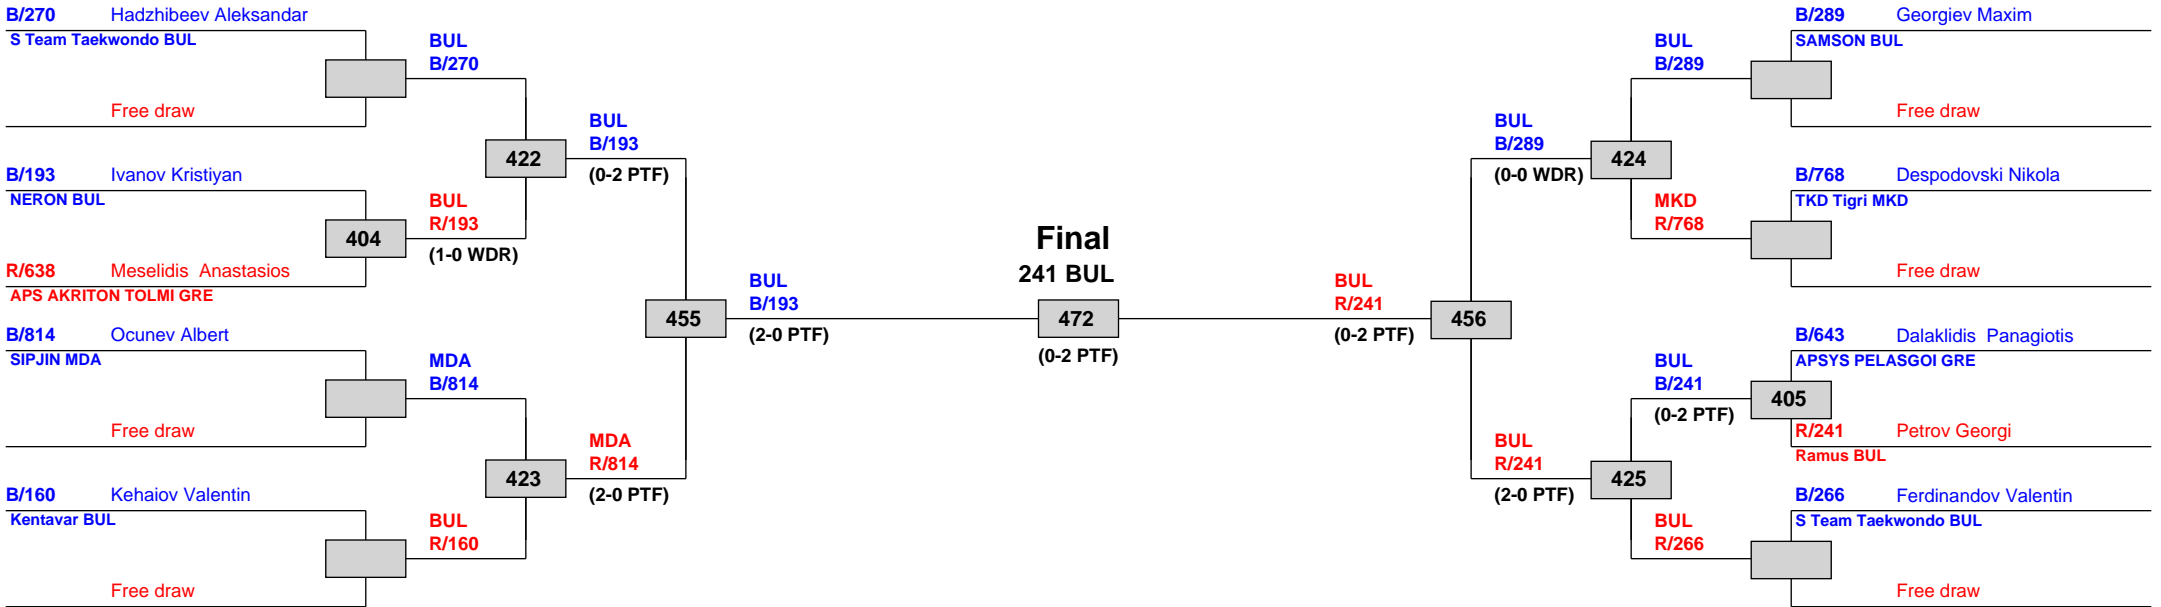 B/270 Hadzhibeev Aleksandar
S Team Taekwondo BUL
Free draw
B/193 Ivanov Kristiyan
NERON BUL
R/638 Meselidis Anastasios
APS AKRITON TOLMI GRE
B/814 Ocunev Albert
SIPJIN MDA
Free draw
B/160 Kehaiov Valentin
Kentavar BUL
Free draw
BUL
B/270
404
BUL
R/193
(1-0 WDR)
MDA
B/814
BUL
R/160
422
BUL
B/193
(0-2 PTF)
423
MDA
R/814
(2-0 PTF)
455
BUL
B/193
(2-0 PTF)
Final
241 BUL
472
(0-2 PTF)
BUL
R/241
(0-2 PTF)
456
BUL
B/289
(0-0 WDR)
424
BUL
R/241
(2-0 PTF)
425
BUL
B/289
MKD
R/768
BUL
B/241
(0-2 PTF)
405
BUL
R/266
B/289 Georgiev Maxim
SAMSON BUL
Free draw
B/768 Despodovski Nikola
TKD Tigri MKD
Free draw
B/643 Dalaklidis Panagiotis
APSYS PELASGOI GRE
R/241 Petrov Georgi
Ramus BUL
B/266 Ferdinandov Valentin
S Team Taekwondo BUL
Free draw